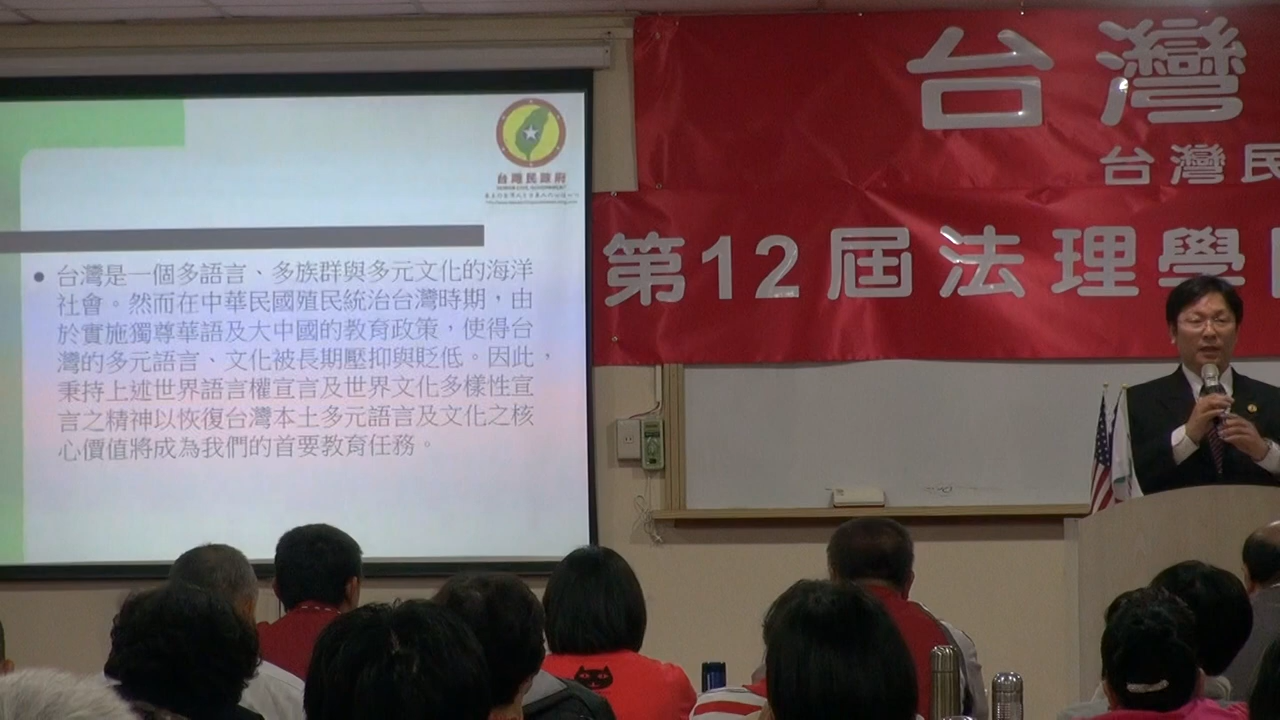 台灣民政府
TAIWAN CIVIL GOVERNMENT
台灣是一個多語言、多族群與多元文化的海洋
社會。然而在中華民國殖民統治台灣時期，由
於實施獨尊華語及大中國的教育政策，使得台
灣的多元語言、文化被長期壓抑與貶低。因此，
秉持上述世界語言權宣言及世界文化多樣性宣
言之精神以恢復台灣本土多元語言及文化之核
心價值將成為我們的首要教育任務。
台灣
台灣民
第12屆法理學